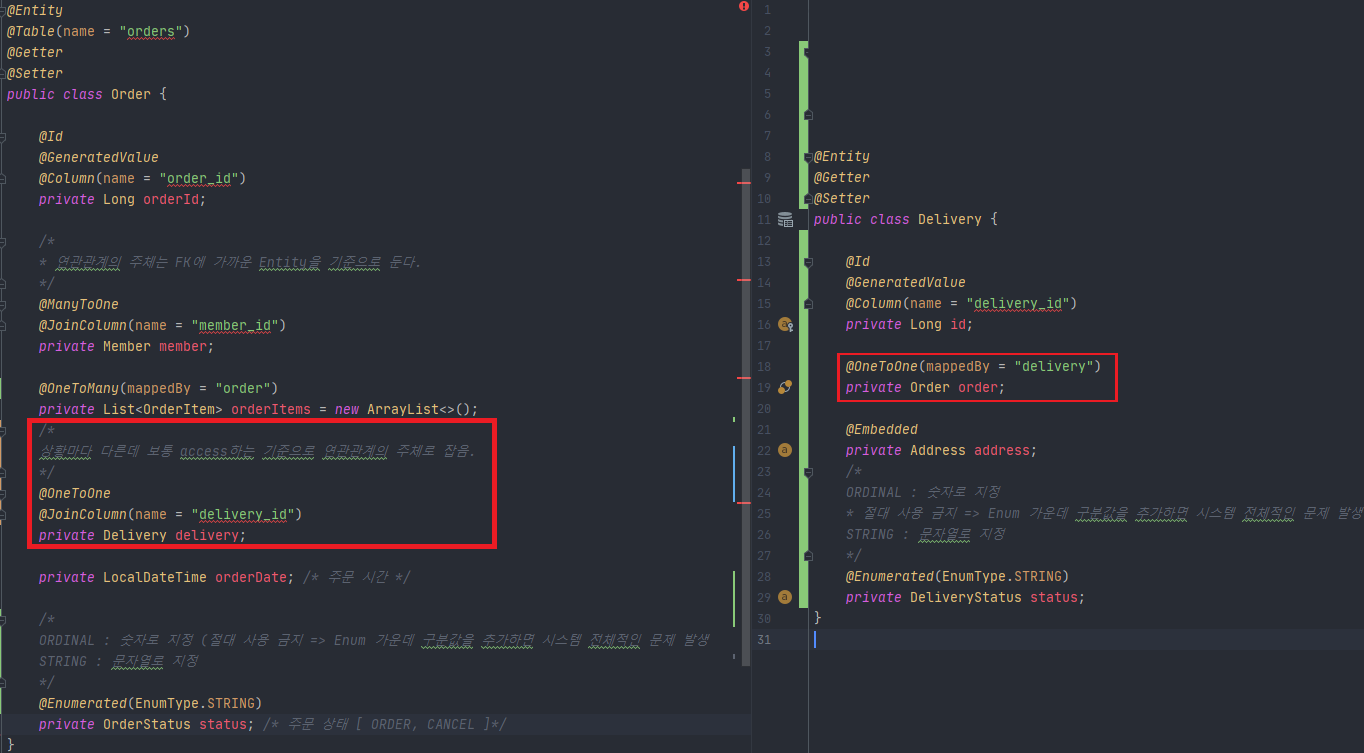 @Entity
@Table(name = "orders")
@Getter
@Setter
public class Order {
@Id
@GeneratedValue
@Column(name = "order_id")
private Long orderId;
/*
* 연관관계의 주체는 FK에 가까운 Entity을 기준으로 둔다.
*/
@ManyToOne
@JoinColumn(name = "member_id")
private Member member;
@OneToMany(mappedBy = "order")
private List<OrderItem> orderItems = new ArrayList<>();
/*
상황마다 다른데 보통 access하는 기준으로 연관관계의 주체로 잡음.
*/
@OneToOne
@JoinColumn(name = "delivery_id")
private Delivery delivery;
private LocalDateTime orderDate; /* 주문 시간 */
/*
ORDINAL : 숫자로 지정 (절대 사용 금지 => Enum 가운데 구분값을 추가하면 시스템 전체적인 문제 발생
STRING : 문자열로 지정
*/
@Enumerated(EnumType.STRING)
private OrderStatus status; /* 주문 상태 [ ORDER, CANCEL ]*/
}
1
2
3
4
5
6
7
8 @Entity
9 @Getter
10 @Setter
11 public class Delivery {
12
13 @Id
14 @GeneratedValue
15 @Column(name = "delivery_id")
16 private Long id;
17
18 @OneToOne(mappedBy = "delivery")
19 private Order order;
20
21 @Embedded
22 private Address address;
23 /*
24 ORDINAL : 숫자로 지정
25 * 절대 사용 금지 => Enum 가운데 구분값을 추가하면 시스템 전체적인 문제 발생
26 STRING : 문자열로 지정
27 */
28 @Enumerated(EnumType.STRING)
29 private DeliveryStatus status;
30 }
31